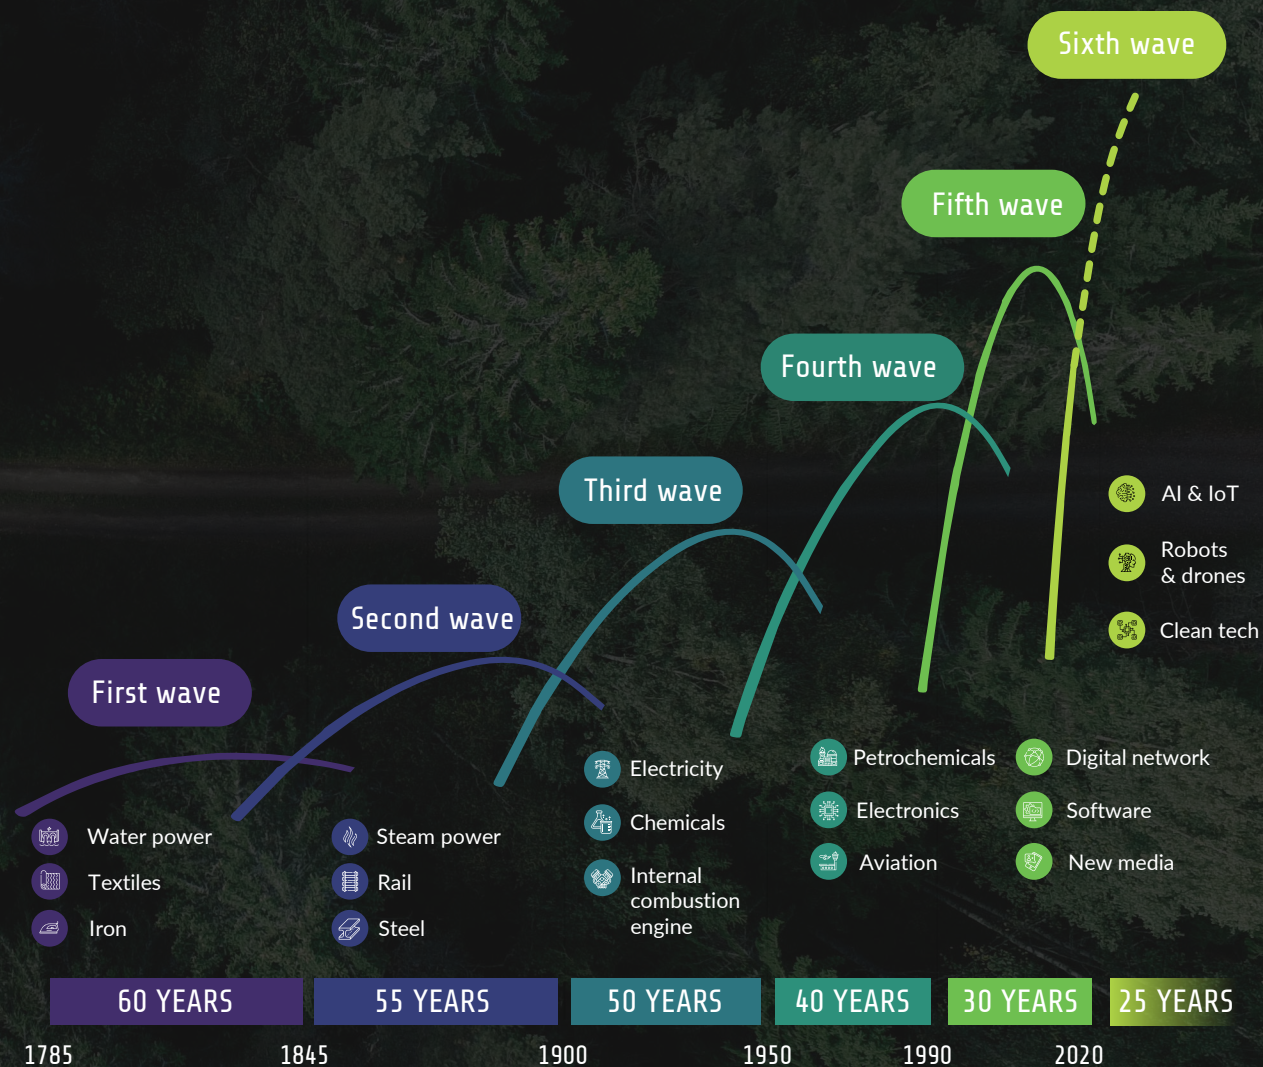 Sixth wave
Fifth wave
Fourth wave
Third wave
Second wave
First wave
Water power
Textiles
Iron
Steam power
Rail
Steel
Electricity
Chemicals
Internal
combustion
engine
Petrochemicals
Electronics
Aviation
Digital network
Software
New media
AI & IoT
Robots
& drones
Clean tech
60 YEARS
55 YEARS
50 YEARS
40 YEARS
30 YEARS
25 YEARS
1785
1845
1900
1950
1990
2020